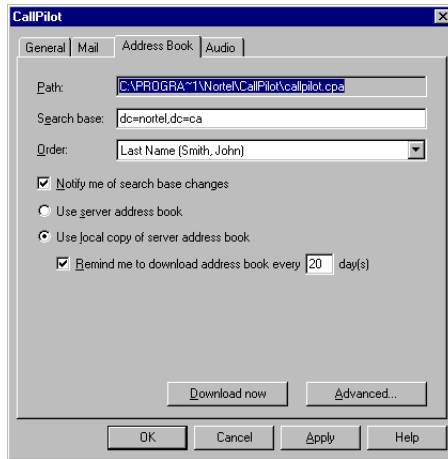 CallPilot
General Mail Address Book Audio
Path: C:\PROGRA~1\Nortel\CallPilot\callpilot.cpa
Search base: dc=nortel,dc=ca
Order: Last Name (Smith, John)
Notify me of search base changes
Use server address book
Use local copy of server address book
Remind me to download address book every 20 day(s)
Download now Advanced...
OK Cancel Apply Help